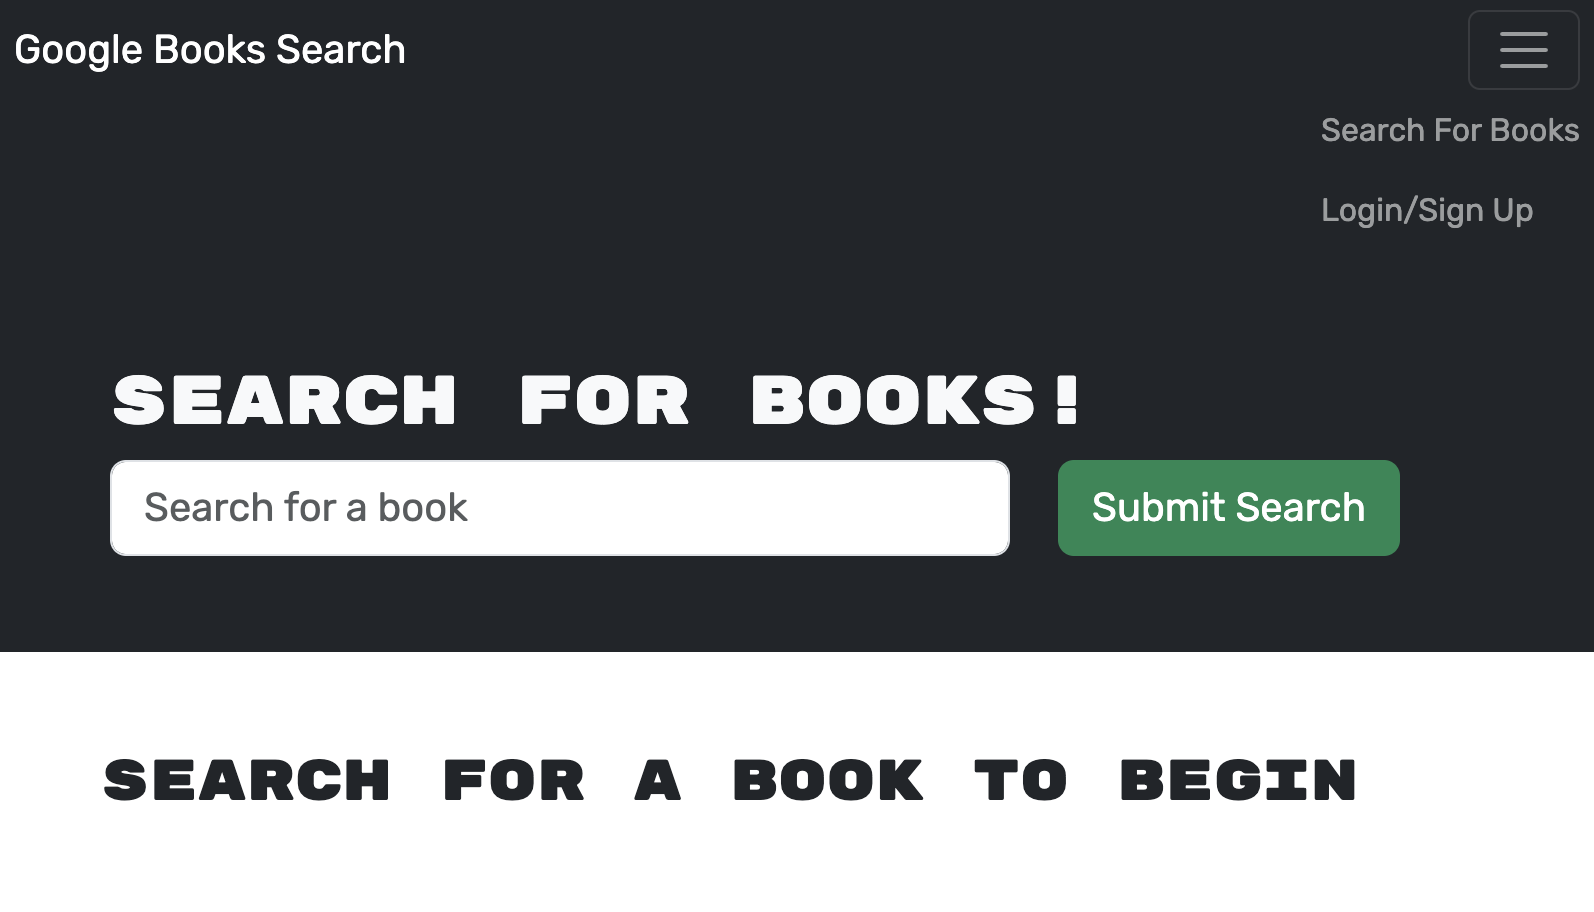 Google Books Search
Search For Books
Login/Sign Up
SEARCH FOR BOOKS!
Search for a book
Submit Search
SEARCH FOR A BOOK TO BEGIN